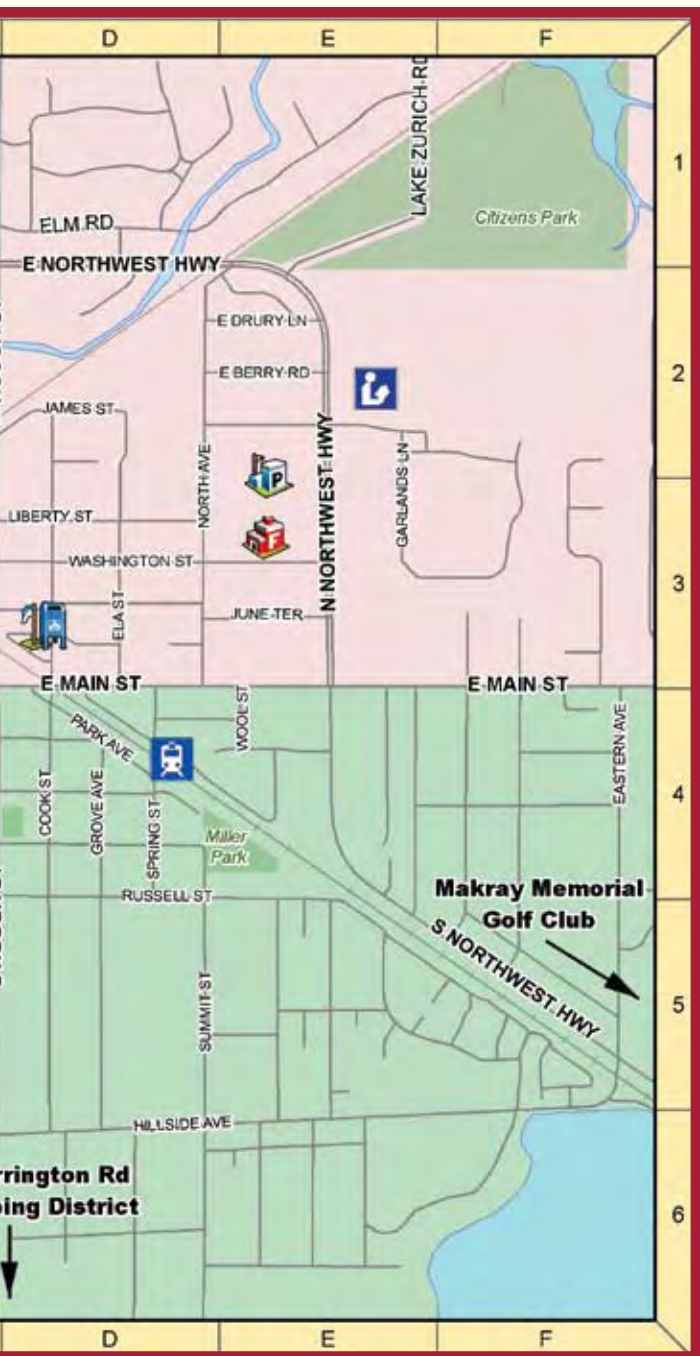 D
E
F
1
LAKE ZURICH RD
Citizens Park
ELM RD
E NORTHWEST HWY
E DRURY LN
E BERRY RD
2
JAMES ST
N NORTHWEST HWY
NORTH AVE
GARLANDS LN
P
LIBERTY ST
F
WASHINGTON ST
3
ELA ST
JUNE TER
E MAIN ST
E MAIN ST
WOOL ST
EASTERN AVE
PARK AVE
4
COOK ST
GROVE AVE
SPRING ST
Miller
Park
RUSSELL ST
Makray Memorial
Golf Club
S NORTHWEST HWY
5
SUMMIT ST
HILLSIDE AVE
rrington Rd
ping District
6
D
E
F